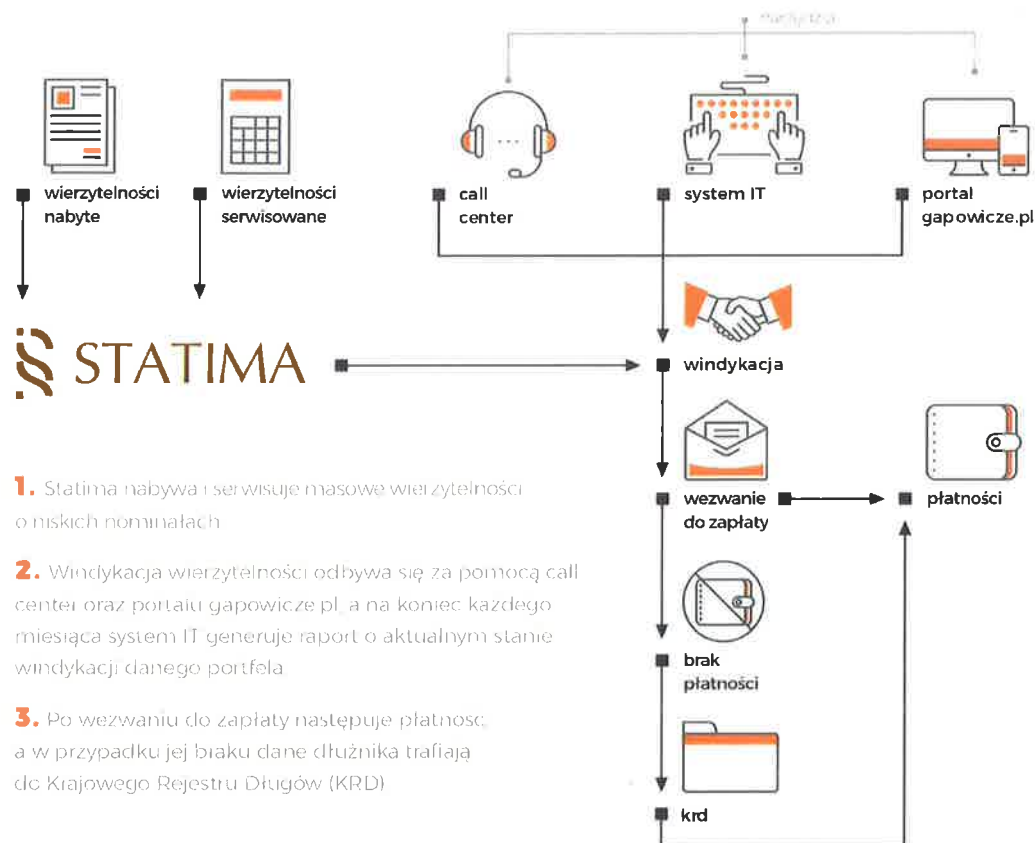 narzędzia
wierzytelności
nabyte
wierzytelności
serwisowane
call
center
system IT
portal
gapowicze.pl
STATIMA
windykacja
wezwanie
do zapłaty
płatności
brak
płatności
krd
1. Statima nabywa i serwisuje masowe wierzytelności
o niskich nominałach
2. Windykacja wierzytelności odbywa się za pomocą call
center oraz portalu gapowicze.pl, a na koniec każdego
miesiąca system IT generuje raport o aktualnym stanie
windykacji danego portfela
3. Po wezwaniu do zapłaty następuje płatność,
a w przypadku jej braku dane dłużnika trafiają
do Krajowego Rejestru Długów (KRD)